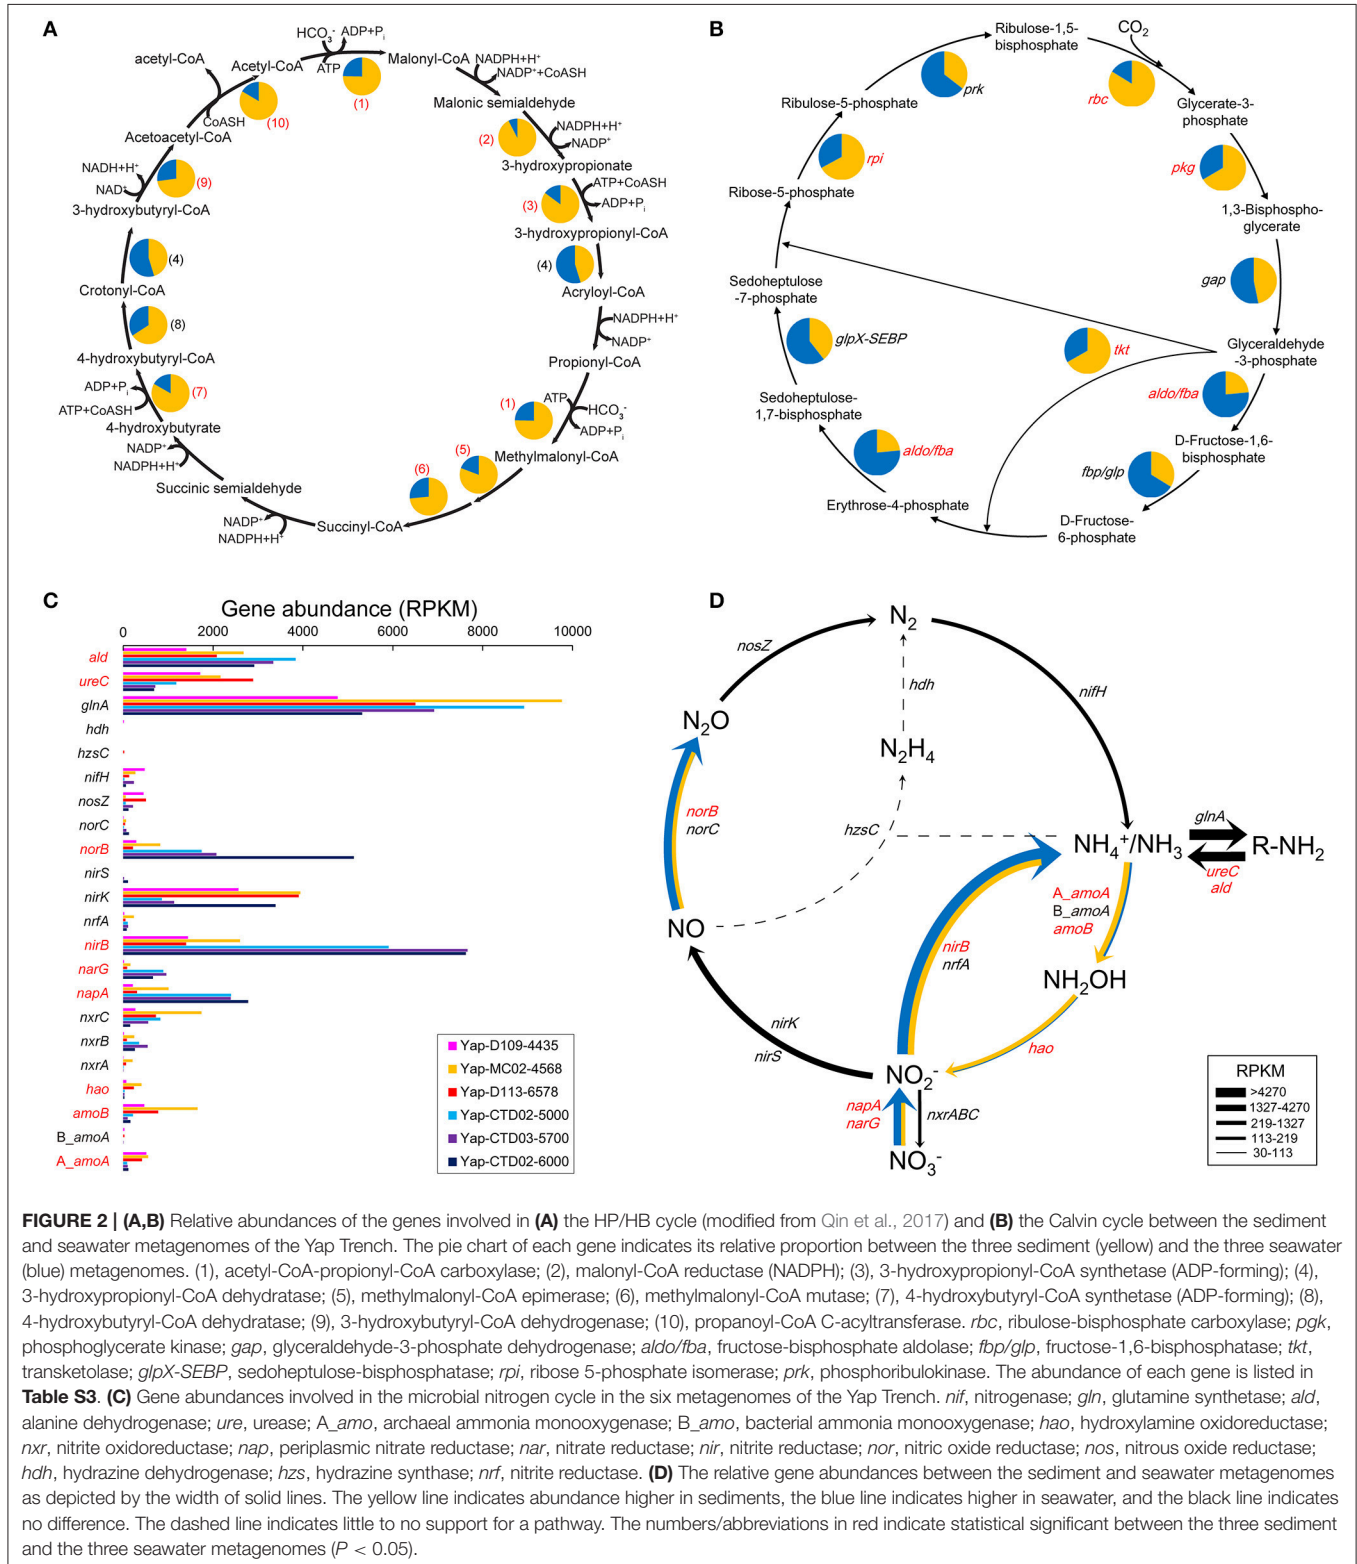 A
acetyl-CoA
Acetyl-CoA
HCO₃⁻
ADP+Pᵢ
ATP
(1)
Malonyl-CoA
NADPH+H⁺
NADP⁺+CoASH
Malonic semialdehyde
(2)
NADPH+H⁺
NADP⁺
3-hydroxypropionate
(3)
ATP+CoASH
ADP+Pᵢ
3-hydroxypropionyl-CoA
(4)
Acryloyl-CoA
NADPH+H⁺
NADP⁺
Propionyl-CoA
(1)
ATP
HCO₃⁻
ADP+Pᵢ
Methylmalonyl-CoA
(5)
(6)
Succinyl-CoA
NADP⁺
NADPH+H⁺
Succinic semialdehyde
NADP⁺
NADPH+H⁺
4-hydroxybutyrate
ADP+Pᵢ
ATP+CoASH
(7)
4-hydroxybutyryl-CoA
(8)
Crotonyl-CoA
(4)
3-hydroxybutyryl-CoA
NADH+H⁺
NAD⁺
(9)
Acetoacetyl-CoA
CoASH
(10)
B
Ribulose-1,5-
bisphosphate
CO₂
rbc
Glycerate-3-
phosphate
pkg
1,3-Bisphospho-
glycerate
gap
Glyceraldehyde
-3-phosphate
tkt
aldo/fba
D-Fructose-1,6-
bisphosphate
fbp/glp
D-Fructose-
6-phosphate
Erythrose-4-phosphate
aldo/fba
Sedoheptulose-
1,7-bisphosphate
glpX-SEBP
Sedoheptulose
-7-phosphate
Ribose-5-phosphate
rpi
Ribulose-5-phosphate
prk
C
Gene abundance (RPKM)
0 2000 4000 6000 8000 10000
ald
ureC
glnA
hdh
hzsC
nifH
nosZ
norC
norB
nirS
nirK
nrfA
nirB
narG
napA
nxrC
nxrB
nxrA
hao
amoB
B_amoA
A_amoA
Yap-D109-4435
Yap-MC02-4568
Yap-D113-6578
Yap-CTD02-5000
Yap-CTD03-5700
Yap-CTD02-6000
D
N₂
nosZ
nifH
hdh
N₂O
N₂H₄
norB
norC
hzsC
NH₄⁺/NH₃
glnA
R-NH₂
ureC
ald
A_amoA
B_amoA
amoB
NO
nirB
nrfA
NH₂OH
nirK
nirS
hao
NO₂⁻
napA
narG
nxrABC
NO₃⁻
RPKM
>4270
1327-4270
219-1327
113-219
30-113
FIGURE 2 | (A,B) Relative abundances of the genes involved in (A) the HP/HB cycle (modified from Qin et al., 2017) and (B) the Calvin cycle between the sediment
and seawater metagenomes of the Yap Trench. The pie chart of each gene indicates its relative proportion between the three sediment (yellow) and the three seawater
(blue) metagenomes. (1), acetyl-CoA-propionyl-CoA carboxylase; (2), malonyl-CoA reductase (NADPH); (3), 3-hydroxypropionyl-CoA synthetase (ADP-forming); (4),
3-hydroxypropionyl-CoA dehydratase; (5), methylmalonyl-CoA epimerase; (6), methylmalonyl-CoA mutase; (7), 4-hydroxybutyryl-CoA synthetase (ADP-forming); (8),
4-hydroxybutyryl-CoA dehydratase; (9), 3-hydroxybutyryl-CoA dehydrogenase; (10), propanoyl-CoA C-acyltransferase. rbc, ribulose-bisphosphate carboxylase; pgk,
phosphoglycerate kinase; gap, glyceraldehyde-3-phosphate dehydrogenase; aldo/fba, fructose-bisphosphate aldolase; fbp/glp, fructose-1,6-bisphosphatase; tkt,
transketolase; glpX-SEBP, sedoheptulose-bisphosphatase; rpi, ribose 5-phosphate isomerase; prk, phosphoribulokinase. The abundance of each gene is listed in
Table S3. (C) Gene abundances involved in the microbial nitrogen cycle in the six metagenomes of the Yap Trench. nif, nitrogenase; gln, glutamine synthetase; ald,
alanine dehydrogenase; ure, urease; A_amo, archaeal ammonia monooxygenase; B_amo, bacterial ammonia monooxygenase; hao, hydroxylamine oxidoreductase;
nxr, nitrite oxidoreductase; nap, periplasmic nitrate reductase; nar, nitrate reductase; nir, nitrite reductase; nor, nitric oxide reductase; nos, nitrous oxide reductase;
hdh, hydrazine dehydrogenase; hzs, hydrazine synthase; nrf, nitrite reductase. (D) The relative gene abundances between the sediment and seawater metagenomes
as depicted by the width of solid lines. The yellow line indicates abundance higher in sediments, the blue line indicates higher in seawater, and the black line indicates
no difference. The dashed line indicates little to no support for a pathway. The numbers/abbreviations in red indicate statistical significant between the three sediment
and the three seawater metagenomes (P < 0.05).